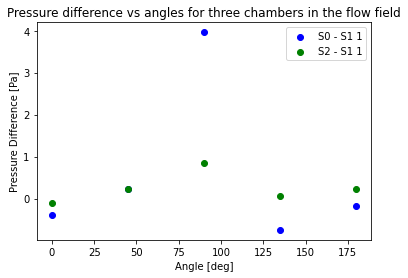 Pressure difference vs angles for three chambers in the flow field
S0 - S1 1
S2 - S1 1
Pressure Difference [Pa]
4
3
2
1
0
0 25 50 75 100 125 150 175
Angle [deg]